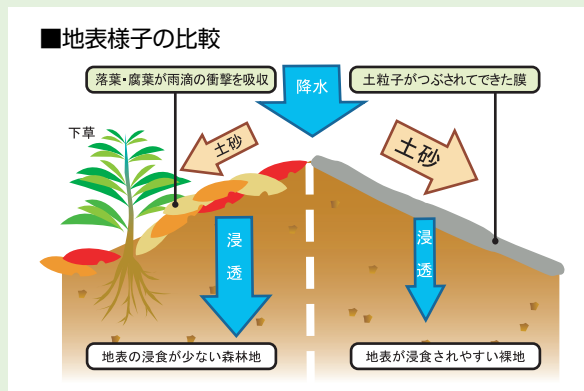 ■地表様子の比較
落葉・腐葉が雨滴の衝撃を吸収
降水
土粒子がつぶされてできた膜
下草
土砂
土砂
浸透
浸透
地表の浸食が少ない森林地
地表が浸食されやすい裸地